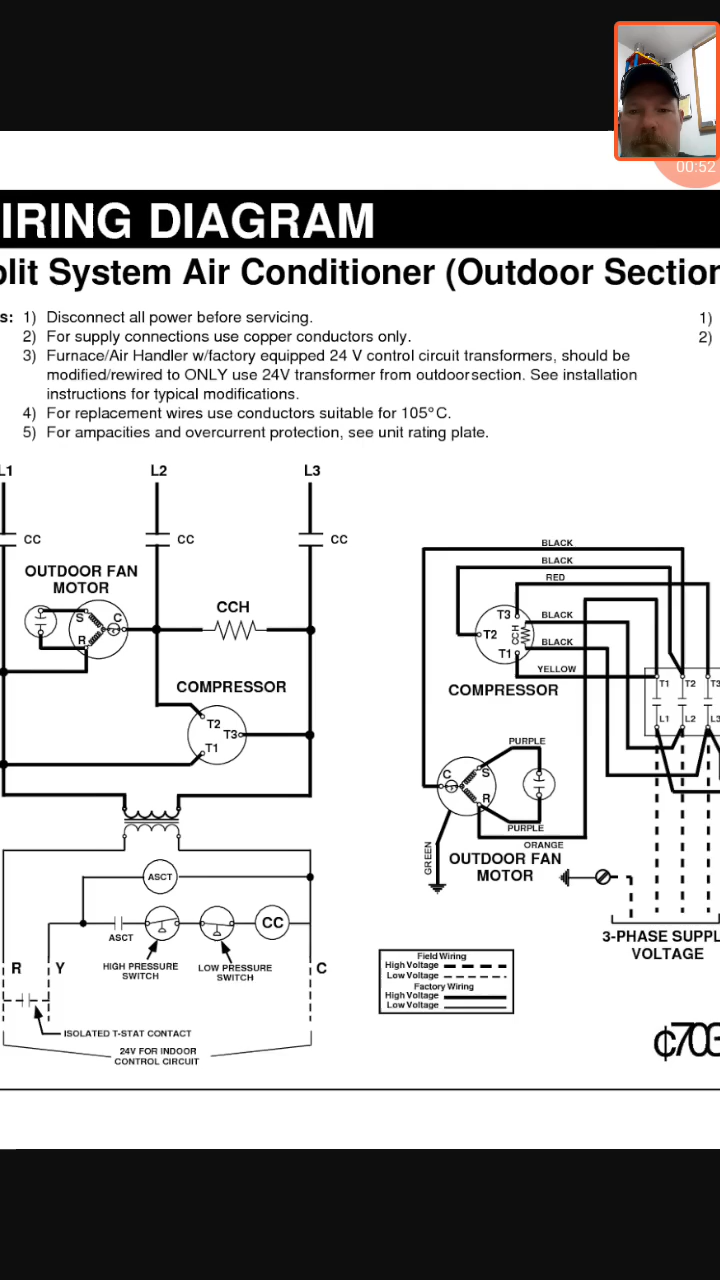 00:52
IRING DIAGRAM
plit System Air Conditioner (Outdoor Section
s: 1) Disconnect all power before servicing.
2) For supply connections use copper conductors only.
3) Furnace/Air Handler w/factory equipped 24 V control circuit transformers, should be
modified/rewired to ONLY use 24V transformer from outdoorsection. See installation
instructions for typical modifications.
4) For replacement wires use conductors suitable for 105°C.
5) For ampacities and overcurrent protection, see unit rating plate.
1)
2)
L1 L2 L3
CC CC CC
OUTDOOR FAN
MOTOR
S C
R
CCH
COMPRESSOR
T2
T3
T1
ASCT
ASCT
CC
HIGH PRESSURE
SWITCH
LOW PRESSURE
SWITCH
R Y C
ISOLATED T-STAT CONTACT
24V FOR INDOOR
CONTROL CIRCUIT
BLACK
BLACK
RED
T3
BLACK
T2
CCH
BLACK
T1
YELLOW
COMPRESSOR
T1 T2 T3
L1 L2 L3
PURPLE
C S
R
PURPLE
ORANGE
GREEN
OUTDOOR FAN
MOTOR
3-PHASE SUPPL
VOLTAGE
Field Wiring
High Voltage
Low Voltage
Factory Wiring
High Voltage
Low Voltage